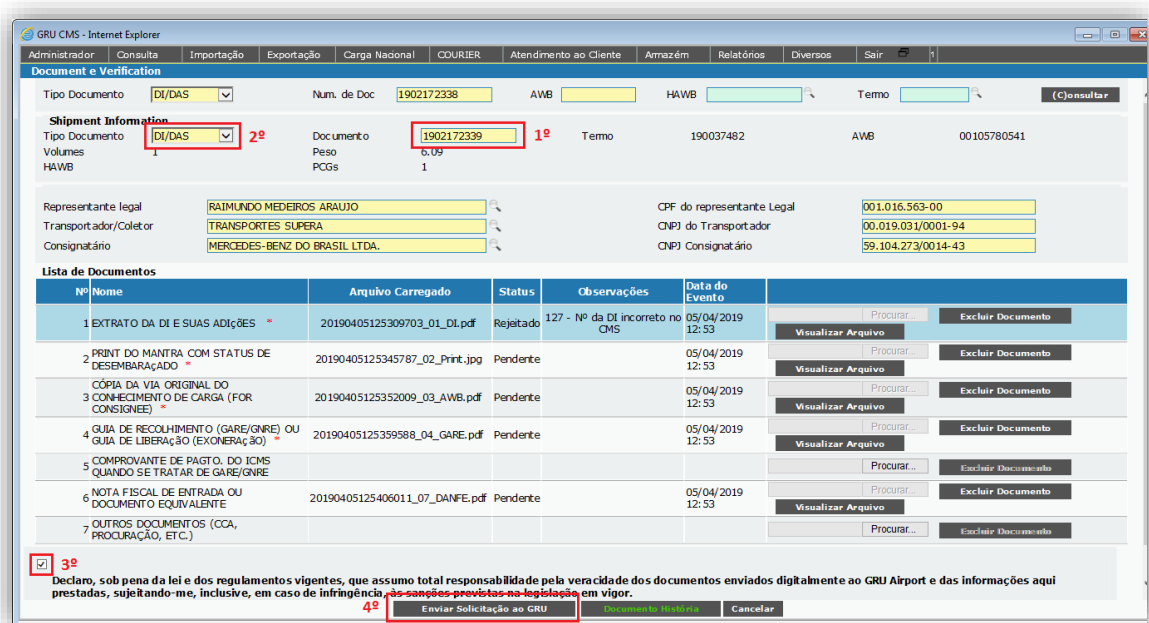 GRU CMS - Internet Explorer
Administrador Consulta Importação Exportação Carga Nacional COURIER Atendimento ao Cliente Armazém Relatórios Diversos Sair 1
Document e Verification
Tipo Documento DI/DAS Num. de Doc 1902172338 AWB HAWB Termo (C)onsultar
Shipment Information
Tipo Documento DI/DAS 2º Documento 1902172339 1º Termo 190037482 AWB 00105780541
Volumes 1 Peso 6.09
HAWB PCGs 1
Representante legal RAIMUNDO MEDEIROS ARAUJO CPF do representante Legal 001.016.563-00
Transportador/Coletor TRANSPORTES SUPERA CNPJ do Transportador 00.019.031/0001-94
Consignatário MERCEDES-BENZ DO BRASIL LTDA. CNPJ Consignatário 59.104.273/0014-43
Lista de Documentos
Nº Nome Arquivo Carregado Status Observações Data do
Evento
1 EXTRATO DA DI E SUAS ADIçõES * 20190405125309703_01_DI.pdf Rejeitado 127 - Nº da DI incorreto no 05/04/2019 Procurar... Excluir Documento
CMS 12:53 Visualizar Arquivo
2 PRINT DO MANTRA COM STATUS DE 20190405125345787_02_Print.jpg Pendente 05/04/2019 Procurar... Excluir Documento
DESEMBARAçADO * 12:53 Visualizar Arquivo
CÓPIA DA VIA ORIGINAL DO
3 CONHECIMENTO DE CARGA (FOR 20190405125352009_03_AWB.pdf Pendente 05/04/2019 Procurar... Excluir Documento
CONSIGNEE) * 12:53 Visualizar Arquivo
4 GUIA DE RECOLHIMENTO (GARE/GNRE) OU 20190405125359588_04_GARE.pdf Pendente 05/04/2019 Procurar... Excluir Documento
GUIA DE LIBERAçãO (EXONERAçãO) * 12:53 Visualizar Arquivo
5 COMPROVANTE DE PAGTO. DO ICMS Procurar... Excluir Documento
QUANDO SE TRATAR DE GARE/GNRE
6 NOTA FISCAL DE ENTRADA OU 20190405125406011_07_DANFE.pdf Pendente 05/04/2019 Procurar... Excluir Documento
DOCUMENTO EQUIVALENTE 12:53 Visualizar Arquivo
7 OUTROS DOCUMENTOS (CCA, Procurar... Excluir Documento
PROCURAÇÃO, ETC.)
3º
Declaro, sob pena da lei e dos regulamentos vigentes, que assumo total responsabilidade pela veracidade dos documentos enviados digitalmente ao GRU Airport e das informações aqui
prestadas, sujeitando-me, inclusive, em caso de infringência, às sanções previstas na legislação em vigor.
4º Enviar Solicitação ao GRU Documento História Cancelar